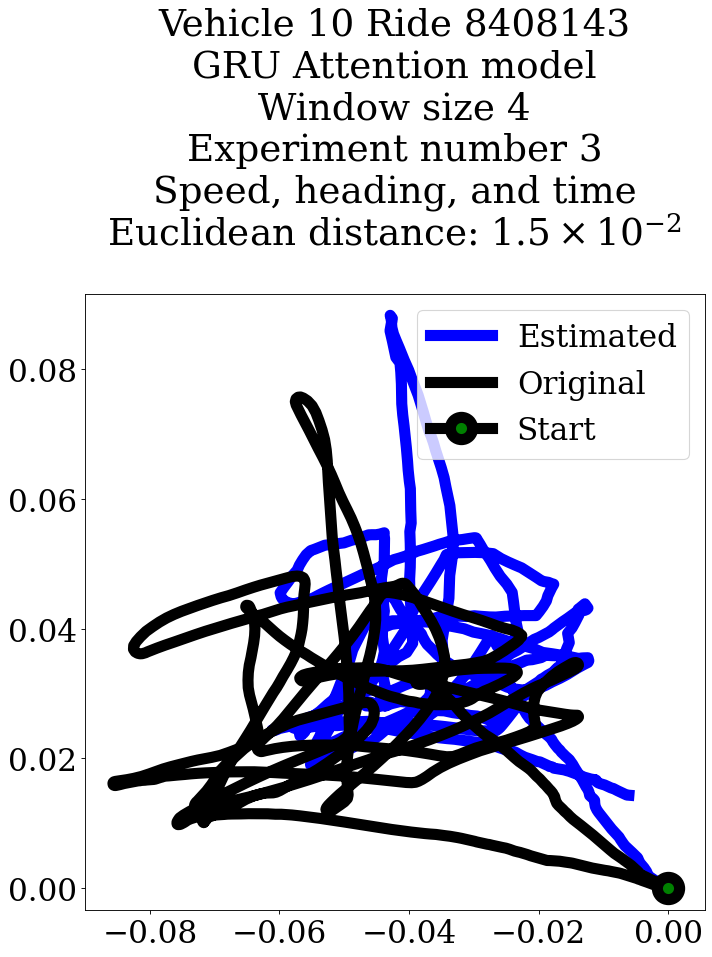 Vehicle 10 Ride 8408143
GRU Attention model
Window size 4
Experiment number 3
Speed, heading, and time
Euclidean distance: 1.5 × 10⁻²
Estimated
Original
Start
0.08
0.06
0.04
0.02
0.00
−0.08 −0.06 −0.04 −0.02 0.00